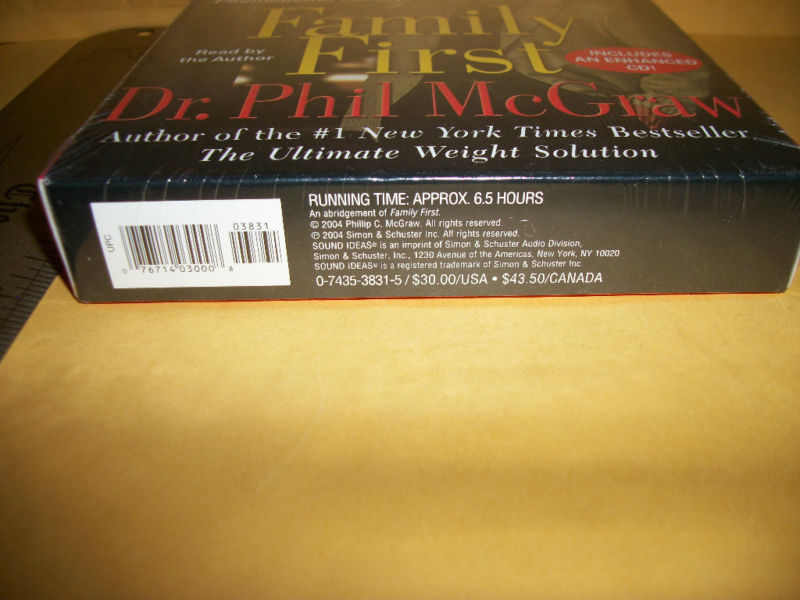 Family
First
Read by
the Author
INCLUDES
AN ENHANCED
CD!
Dr. Phil McGraw
Author of the #1 New York Times Bestseller
The Ultimate Weight Solution
UPC
03831
0 76714 03000 8
RUNNING TIME: APPROX. 6.5 HOURS
An abridgement of Family First.
© 2004 Phillip C. McGraw. All rights reserved.
℗ 2004 Simon & Schuster Inc. All rights reserved.
SOUND IDEAS® is an imprint of Simon & Schuster Audio Division,
Simon & Schuster, Inc., 1230 Avenue of the Americas, New York, NY 10020
SOUND IDEAS® is a registered trademark of Simon & Schuster Inc.
0-7435-3831-5 / $30.00/USA • $43.50/CANADA